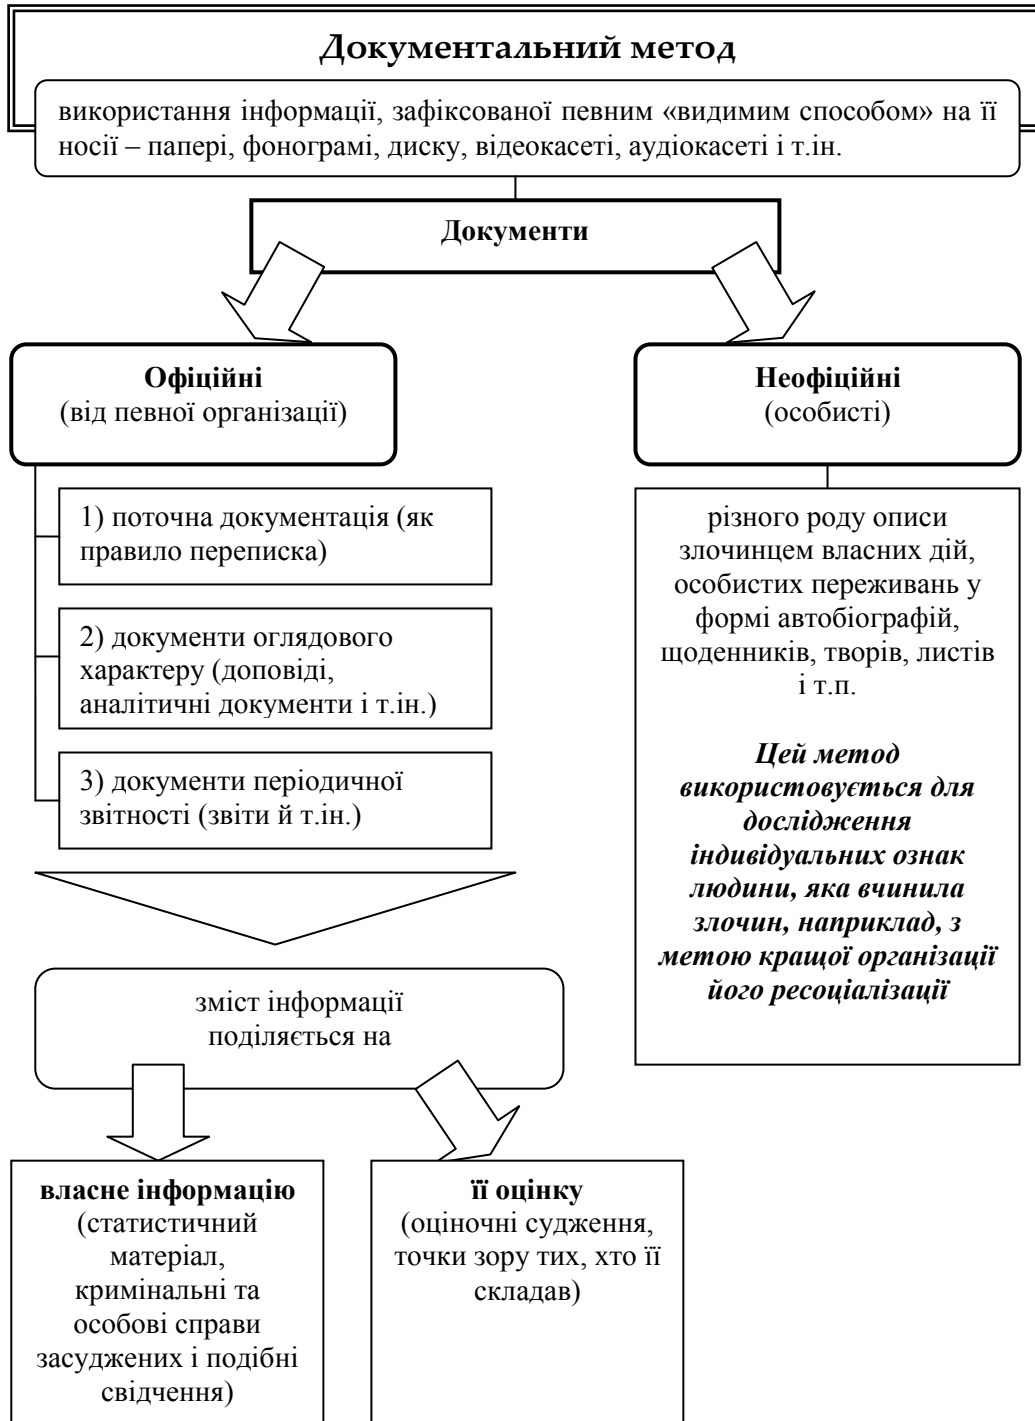 Документальний метод
використання інформації, зафіксованої певним «видимим способом» на її
носії – папері, фонограмі, диску, відеокасеті, аудіокасеті і т.ін.
Документи
Офіційні
(від певної організації)
1) поточна документація (як
правило переписка)
2) документи оглядового
характеру (доповіді,
аналітичні документи і т.ін.)
3) документи періодичної
звітності (звіти й т.ін.)
зміст інформації
поділяється на
власне інформацію
(статистичний
матеріал,
кримінальні та
особові справи
засуджених і подібні
свідчення)
її оцінку
(оціночні судження,
точки зору тих, хто її
складав)
Неофіційні
(особисті)
різного роду описи
злочинцем власних дій,
особистих переживань у
формі автобіографій,
щоденників, творів, листів
і т.п.
Цей метод
використовується для
дослідження
індивідуальних ознак
людини, яка вчинила
злочин, наприклад, з
метою кращої організації
його ресоціалізації